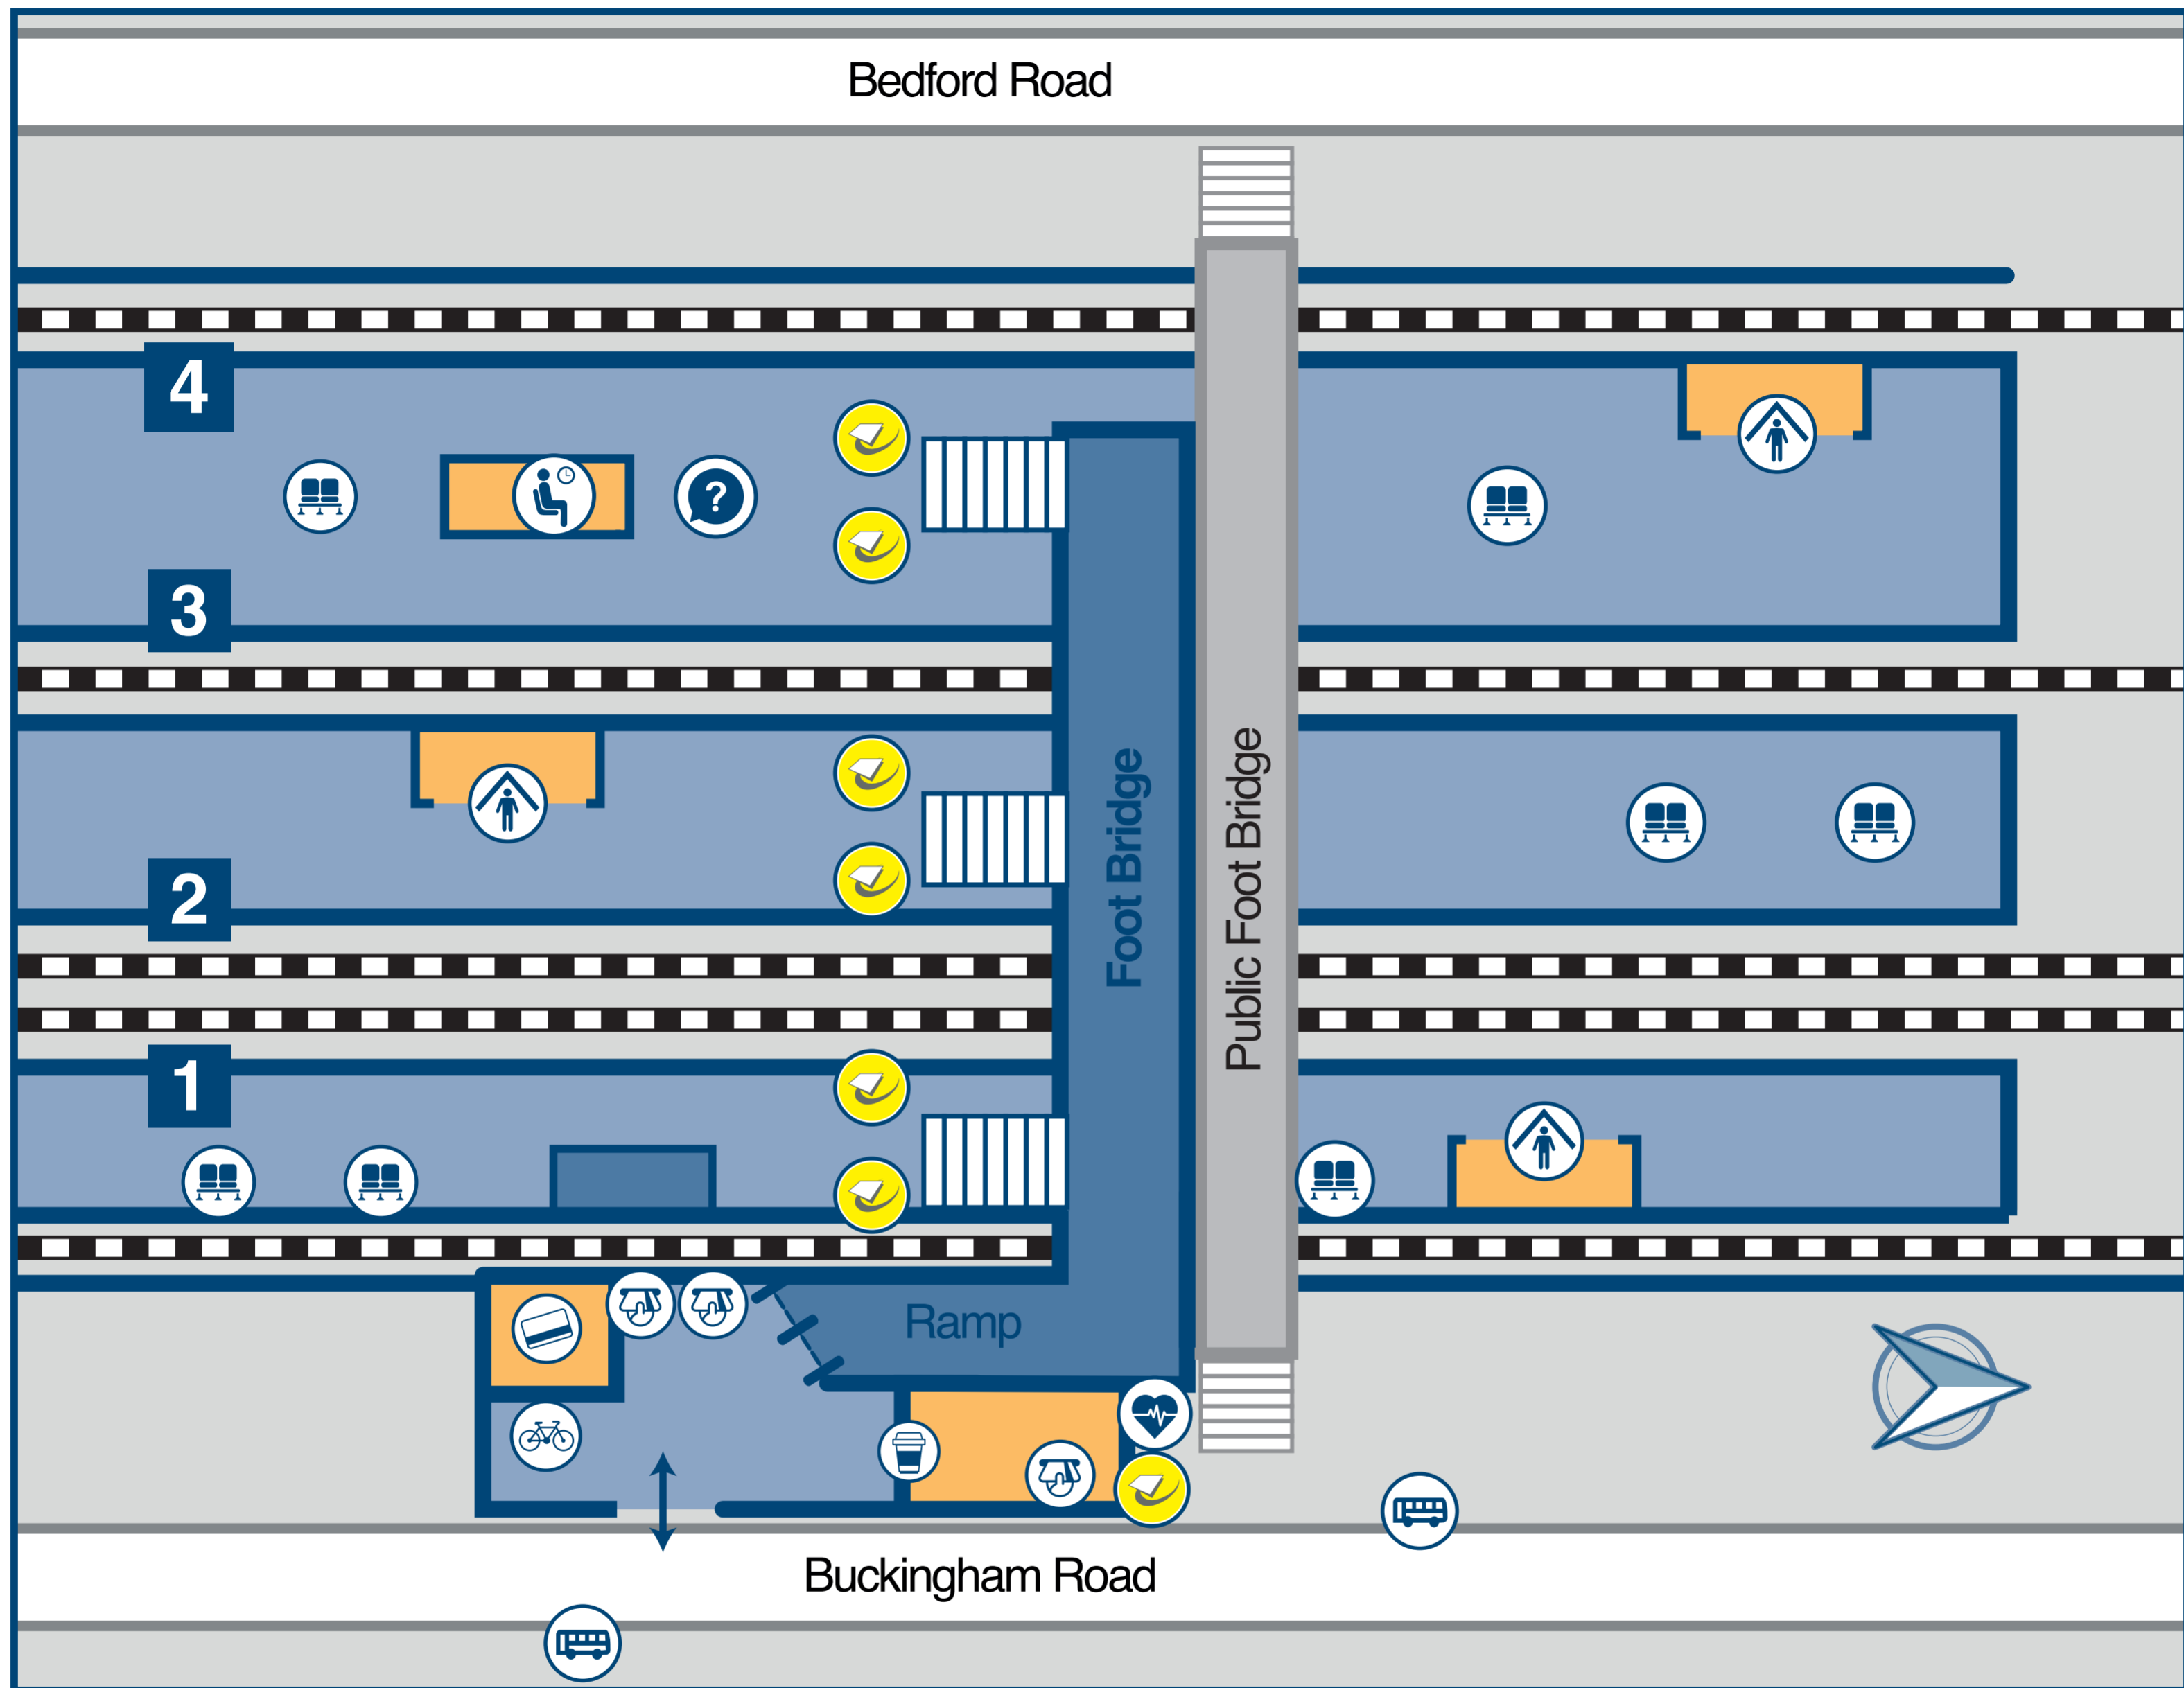 Bedford Road
4
3
Foot Bridge
Public Foot Bridge
2
1
Ramp
Buckingham Road